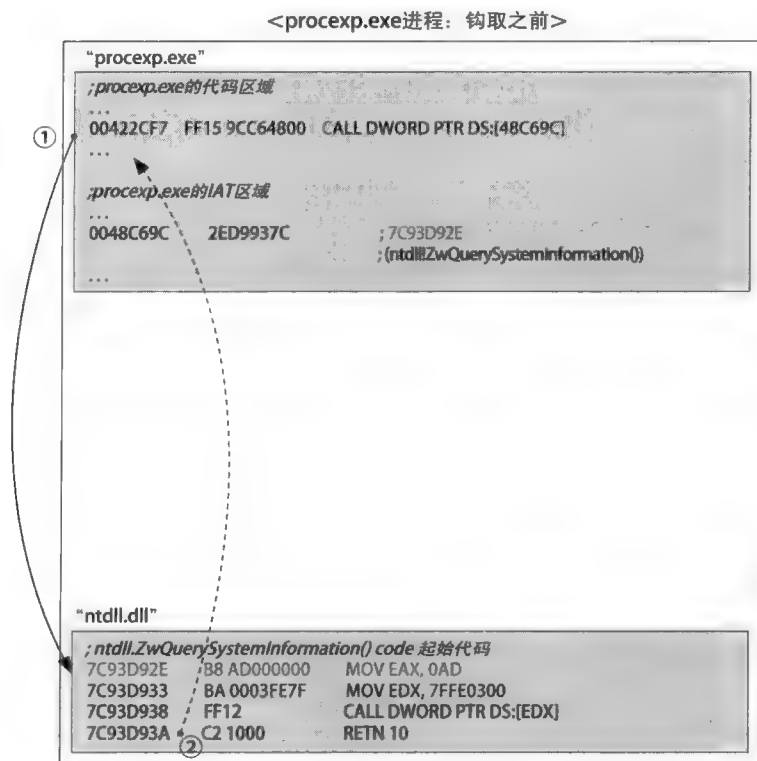 <procexp.exe进程：钩取之前>
"procexp.exe"
;procexp.exe的代码区域
...
① 00422CF7 FF15 9CC64800 CALL DWORD PTR DS:[48C69C]
...
;procexp.exe的IAT区域
...
0048C69C 2ED9937C ; 7C93D92E
; (ntdll!ZwQuerySystemInformation())
...
"ntdll.dll"
; ntdll.ZwQuerySystemInformation() code 起始代码
7C93D92E B8 AD000000 MOV EAX, 0AD
7C93D933 BA 0003FE7F MOV EDX, 7FFE0300
7C93D938 FF12 CALL DWORD PTR DS:[EDX]
7C93D93A ② C2 1000 RETN 10